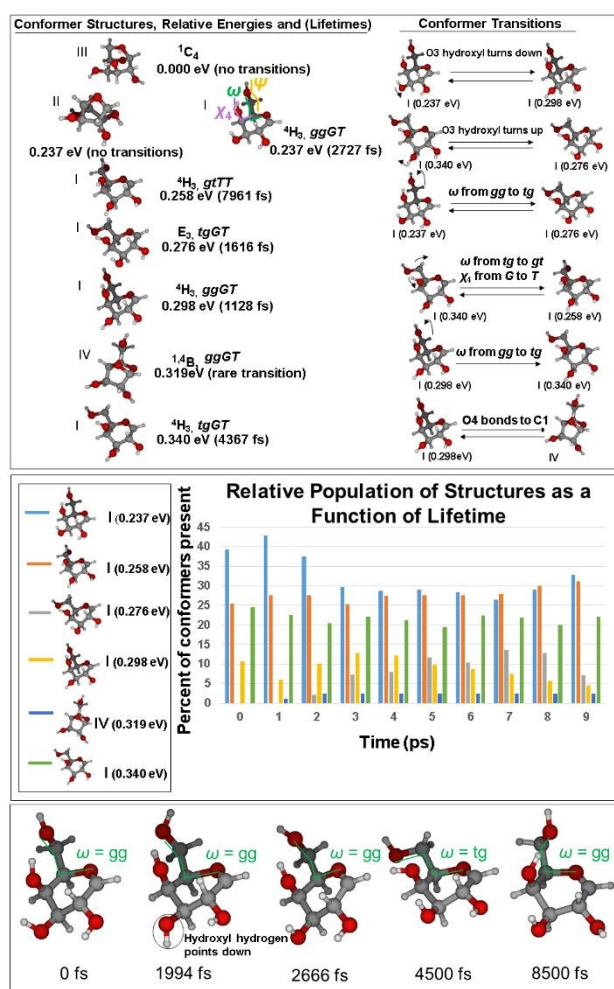 Conformer Structures, Relative Energies and (Lifetimes)
III
¹C₄
0.000 eV (no transitions)
II
0.237 eV (no transitions)
I
ω
ψ
χ₄
⁴H₃, ggGT
0.237 eV (2727 fs)
I
⁴H₃, gtTT
0.258 eV (7961 fs)
I
E₃, tgGT
0.276 eV (1616 fs)
I
⁴H₃, ggGT
0.298 eV (1128 fs)
IV
¹,⁴B, ggGT
0.319eV (rare transition)
I
⁴H₃, tgGT
0.340 eV (4367 fs)
Conformer Transitions
O3 hydroxyl turns down
I (0.237 eV)
I (0.298 eV)
O3 hydroxyl turns up
I (0.340 eV)
I (0.276 eV)
ω from gg to tg
I (0.237 eV)
I (0.276 eV)
ω from tg to gt
χ₄ from G to T
I (0.340 eV)
I (0.258 eV)
ω from gg to tg
I (0.298 eV)
I (0.340 eV)
O4 bonds to C1
I (0.298eV)
IV
I (0.237 eV)
I (0.258 eV)
I (0.276 eV)
I (0.298 eV)
IV (0.319 eV)
I (0.340 eV)
Relative Population of Structures as a
Function of Lifetime
Percent of conformers present
45
40
35
30
25
20
15
10
5
0
0 1 2 3 4 5 6 7 8 9
Time (ps)
ω = gg
ω = gg
ω = gg
ω = tg
ω = gg
Hydroxyl hydrogen
points down
0 fs
1994 fs
2666 fs
4500 fs
8500 fs